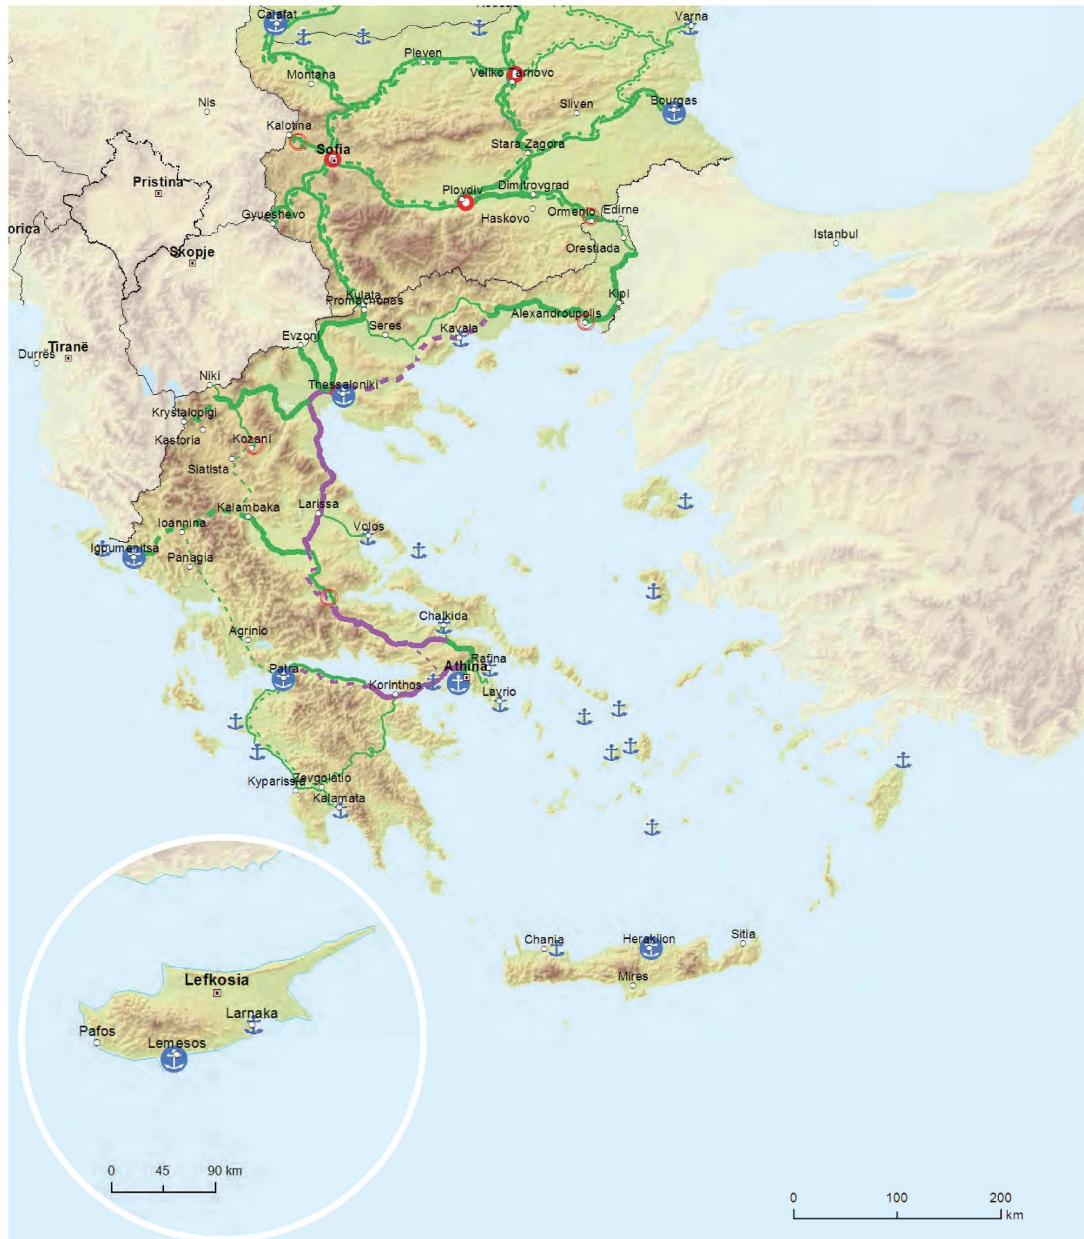 Calafat
Varna
Pleven
Montana
Veliko Tarnovo
Nis
Sliven
Bourgas
Kalotina
Sofia
Stara Zagora
Pristina
Plovdiv
Dimitrovgrad
Gyueshevo
Haskovo
Ormenio
Edirne
orica
Istanbul
Skopje
Orestiada
Kulata
Kipi
Promachonas
Alexandroupolis
Seres
Kavala
Evzoni
Tiranë
Durrës
Niki
Thessaloniki
Krystalopigi
Kastoria
Kozani
Siatista
Kalambaka
Larissa
Ioannina
Volos
Igoumenitsa
Panagia
Chalkida
Agrinio
Rafina
Patra
Athina
Korinthos
Lavrio
Zevgolatio
Kyparissia
Kalamata
Chania
Heraklion
Sitia
Mires
Lefkosia
Larnaka
Pafos
Lemesos
0 45 90 km
0 100 200
km